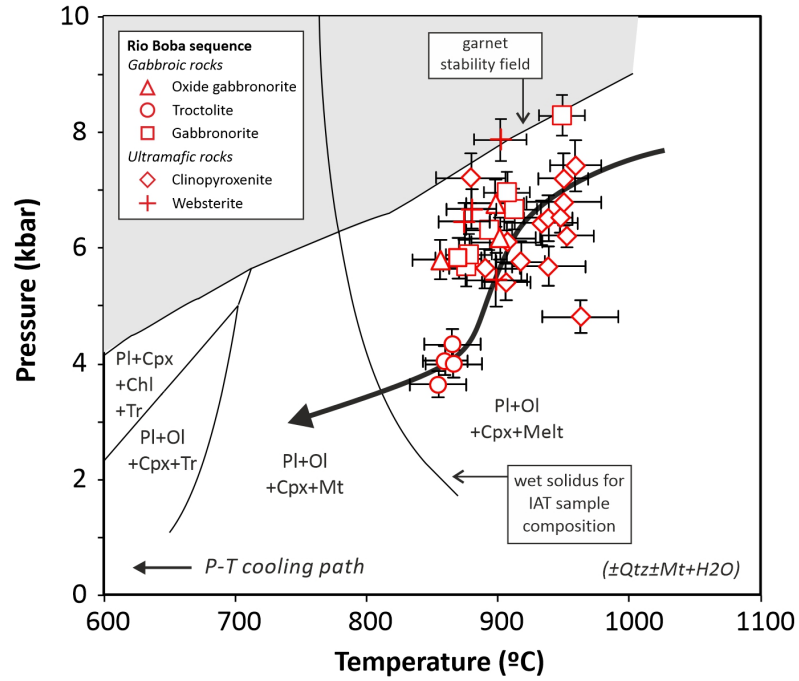 Pressure (kbar)
10
8
6
4
2
0
600
700
800
900
1000
1100
Temperature (ºC)
Rio Boba sequence
Gabbroic rocks
Oxide gabbronorite
Troctolite
Gabbronorite
Ultramafic rocks
Clinopyroxenite
Websterite
garnet
stability field
Pl+Cpx
+Chl
+Tr
Pl+Ol
+Cpx+Tr
Pl+Ol
+Cpx+Mt
Pl+Ol
+Cpx+Melt
wet solidus for
IAT sample
composition
P-T cooling path
(±Qtz±Mt+H2O)